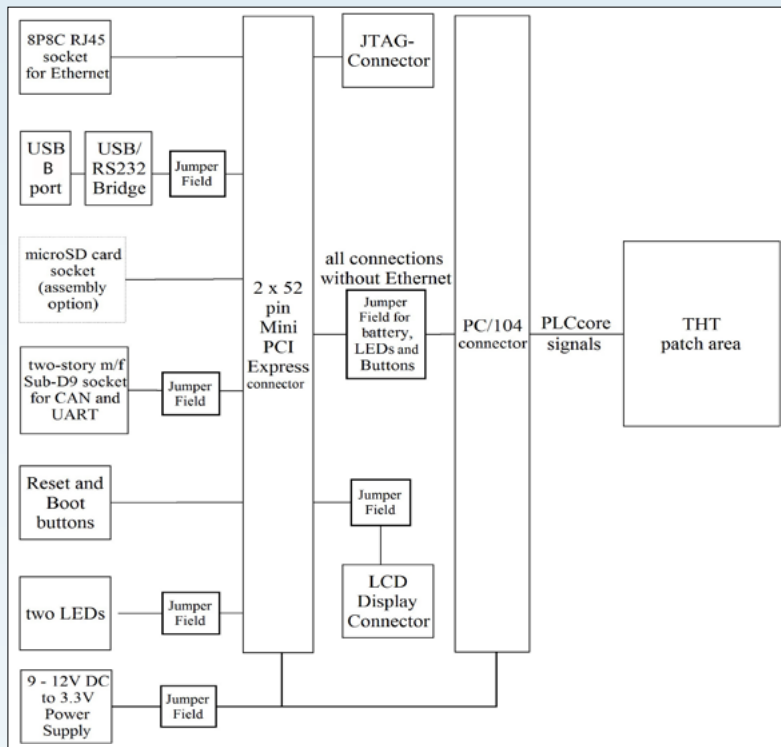 8P8C RJ45
socket
for Ethernet
JTAG-
Connector
USB
B
port
USB/
RS232
Bridge
Jumper
Field
microSD card
socket
(assembly
option)
all connections
without Ethernet
2 x 52
pin
Mini
PCI
Express
connector
Jumper
Field for
battery,
LEDs and
Buttons
PC/104
connector
PLCcore
signals
THT
patch area
two-story m/f
Sub-D9 socket
for CAN and
UART
Jumper
Field
Reset and
Boot
buttons
Jumper
Field
LCD
Display
Connector
two LEDs
Jumper
Field
9 - 12V DC
to 3.3V
Power
Supply
Jumper
Field